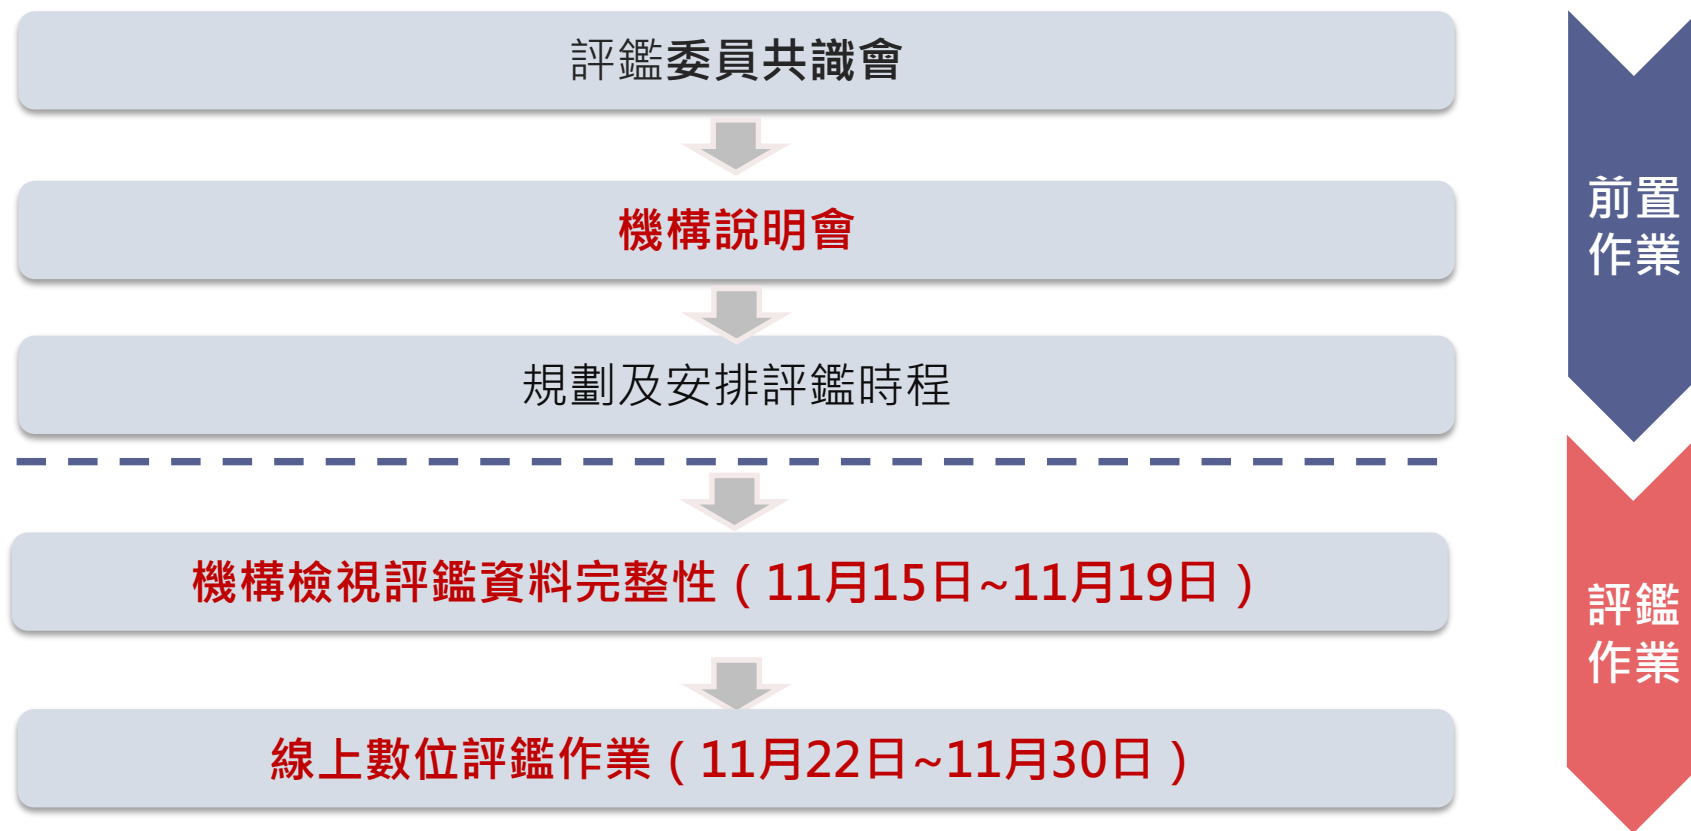 評鑑委員共識會
機構說明會
規劃及安排評鑑時程
前置
作業
機構檢視評鑑資料完整性（11月15日~11月19日）
線上數位評鑑作業（11月22日~11月30日）
評鑑
作業